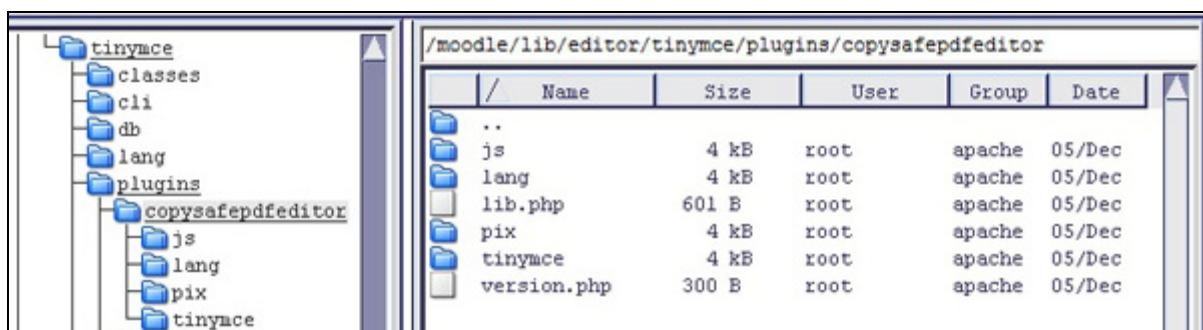 tinymce
classes
cli
db
lang
plugins
copysafepdfeditor
js
lang
pix
tinymce
/moodle/lib/editor/tinymce/plugins/copysafepdfeditor
/ Name Size User Group Date
..
js 4 kB root apache 05/Dec
lang 4 kB root apache 05/Dec
lib.php 601 B root apache 05/Dec
pix 4 kB root apache 05/Dec
tinymce 4 kB root apache 05/Dec
version.php 300 B root apache 05/Dec